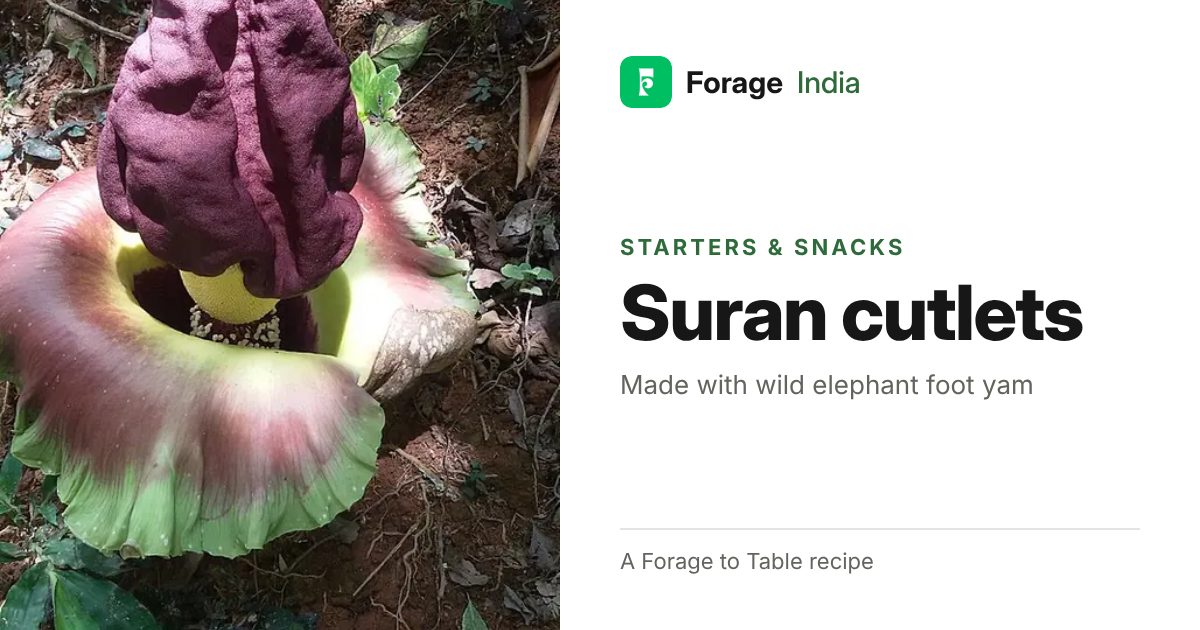 Forage India
STARTERS & SNACKS
Suran cutlets
Made with wild elephant foot yam
A Forage to Table recipe